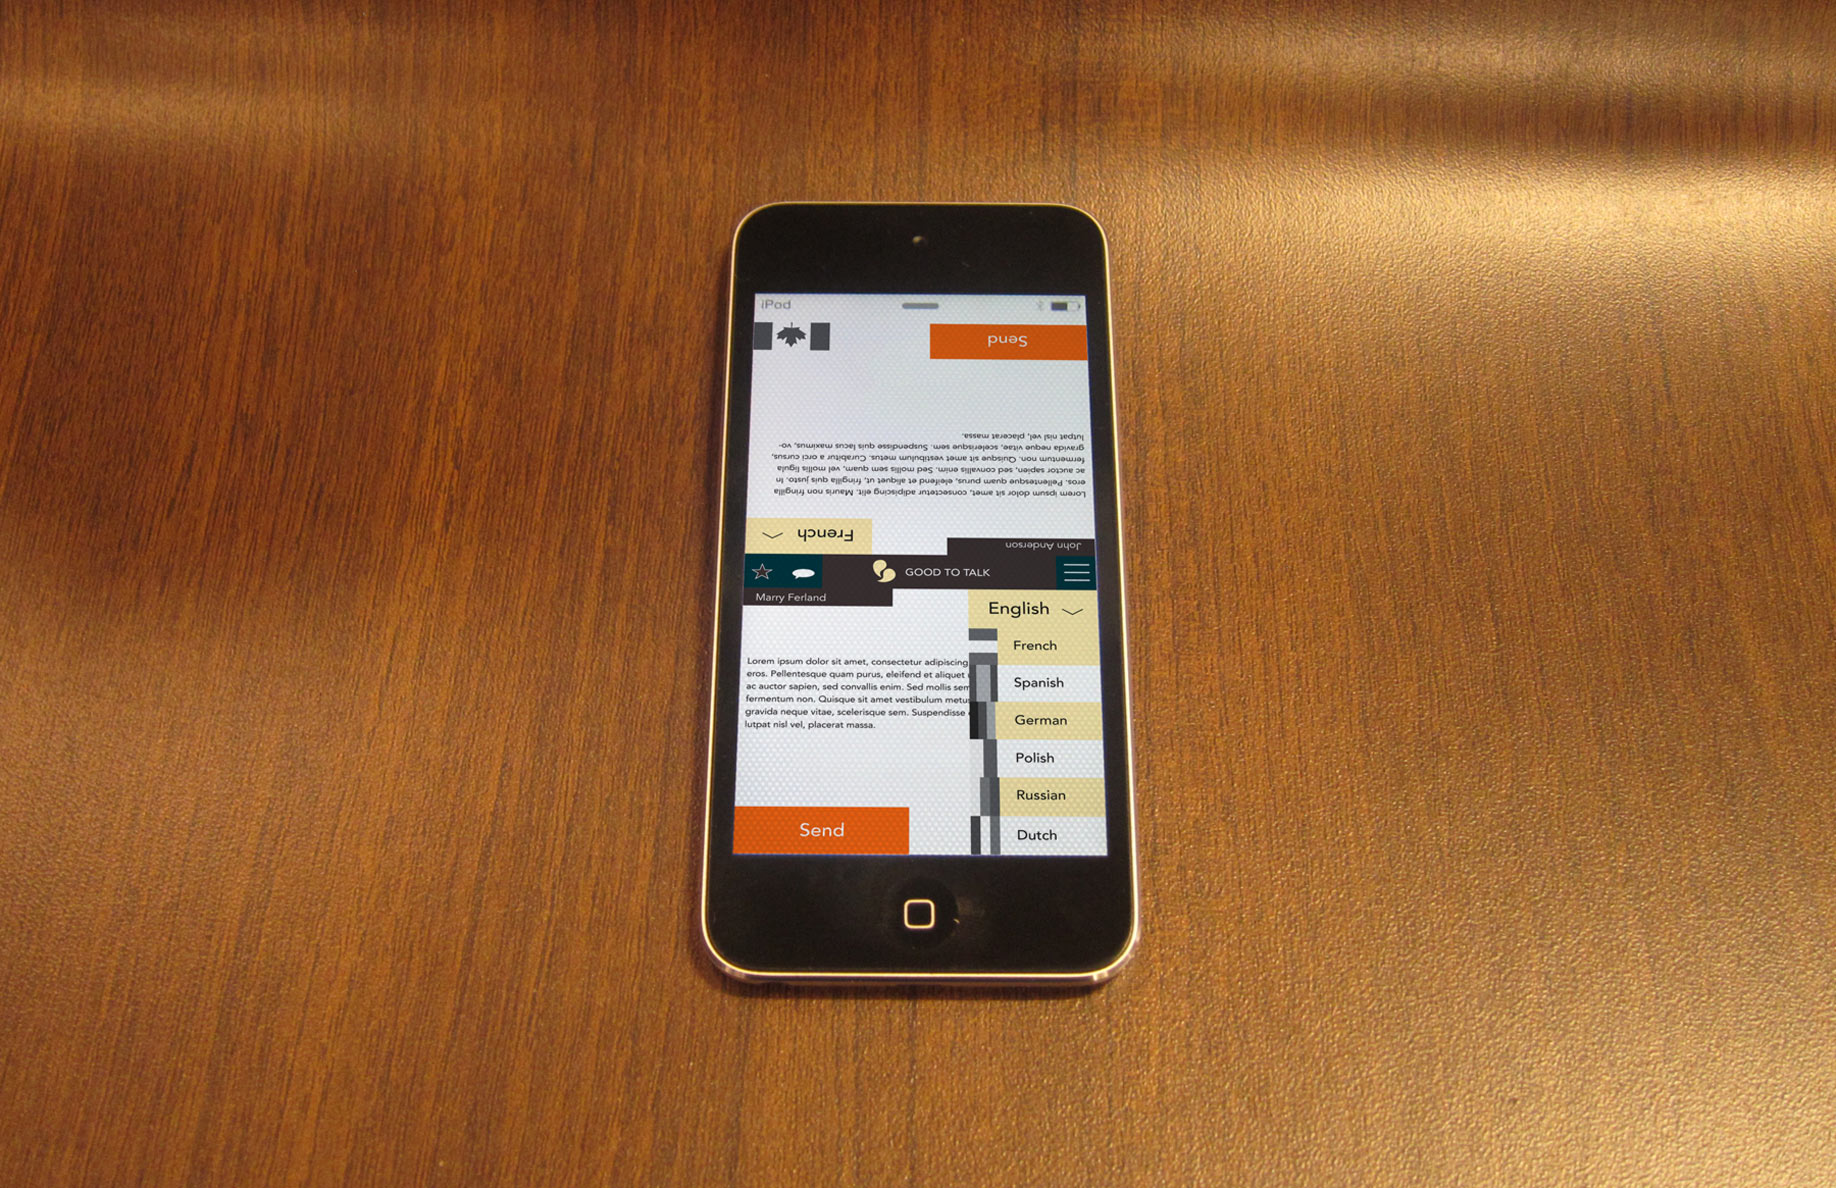 iPod
Send
Lorem ipsum dolor sit amet, consectetur adipiscing elit. Mauris non fringilla
eros. Pellentesque quam purus, eleifend et aliquet ut, fringilla quis justo. In
ac auctor sapien, sed convallis enim. Sed mollis sem quam, vel mollis ligula
fermentum non. Quisque sit amet vestibulum metus. Curabitur a orci cursus,
gravida neque vitae, scelerisque sem. Suspendisse quis lacus maximus, vo-
lutpat nisl vel, placerat massa.
French
John Anderson
GOOD TO TALK
Marry Ferland
English
French
Spanish
German
Polish
Russian
Dutch
Lorem ipsum dolor sit amet, consectetur adipiscing
eros. Pellentesque quam purus, eleifend et aliquet
ac auctor sapien, sed convallis enim. Sed mollis sem
fermentum non. Quisque sit amet vestibulum metu
gravida neque vitae, scelerisque sem. Suspendisse
lutpat nisl vel, placerat massa.
Send